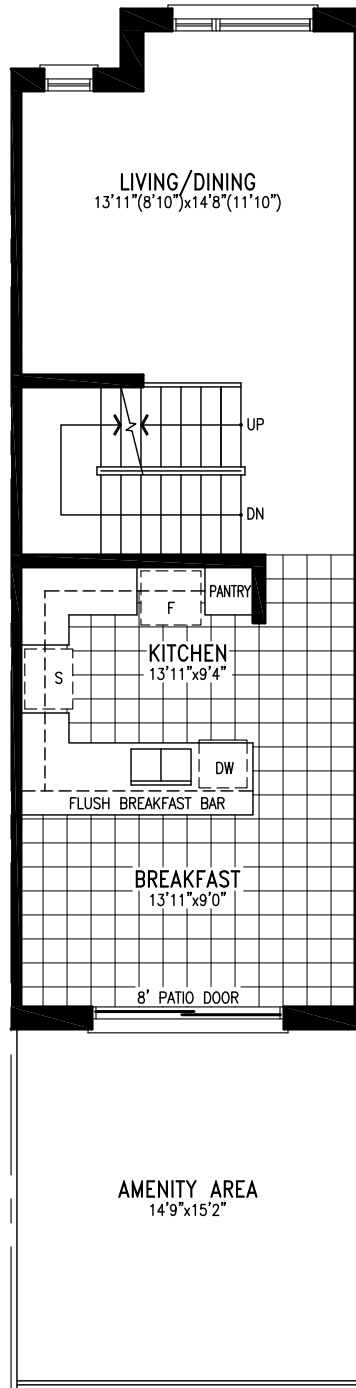 LIVING/DINING
13'11"(8'10")x14'8"(11'10")
UP
N
DN
PANTRY
F
KITCHEN
13'11"x9'4"
S
DW
FLUSH BREAKFAST BAR
BREAKFAST
13'11"x9'0"
8' PATIO DOOR
AMENITY AREA
14'9"x15'2"